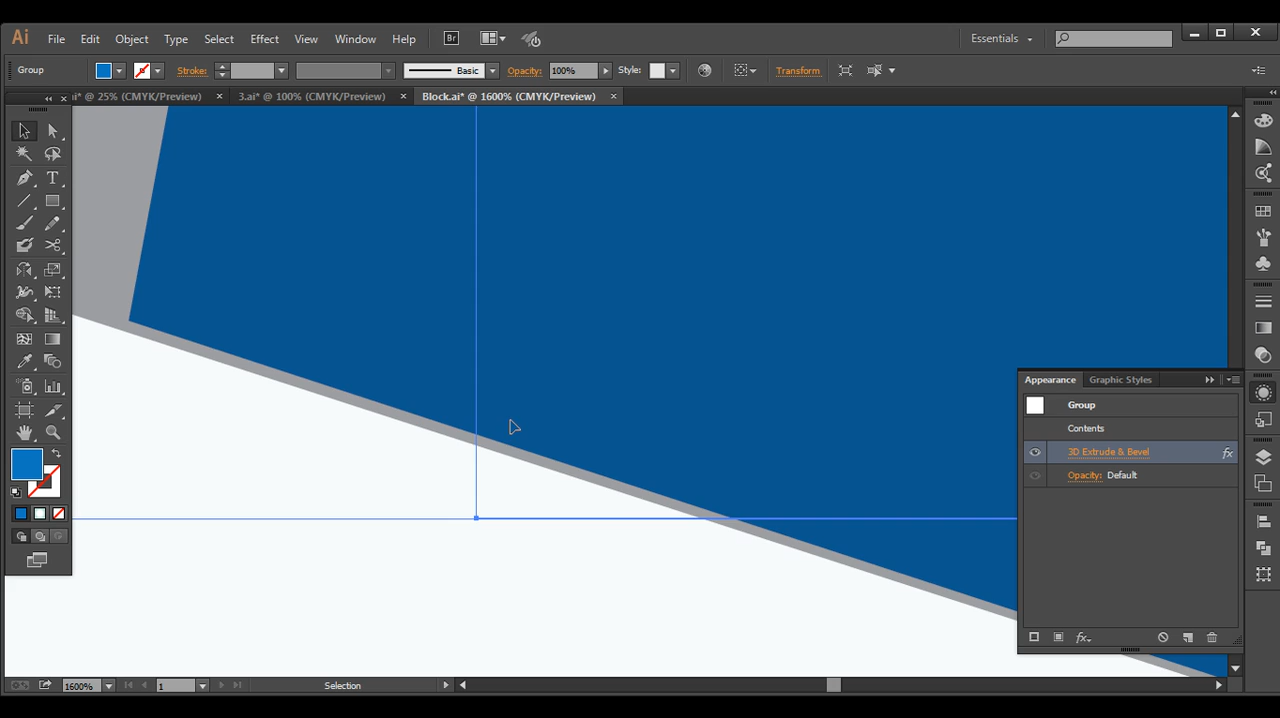 Ai File Edit Object Type Select Effect View Window Help Br Essentials
Group Stroke: Basic Opacity: 100% Style: Transform
i* @ 25% (CMYK/Preview) × 3.ai* @ 100% (CMYK/Preview) × Block.ai* @ 1600% (CMYK/Preview) ×
T
Appearance Graphic Styles
Group
Contents
3D Extrude & Bevel fx
Opacity: Default
fx
1600% 1 Selection